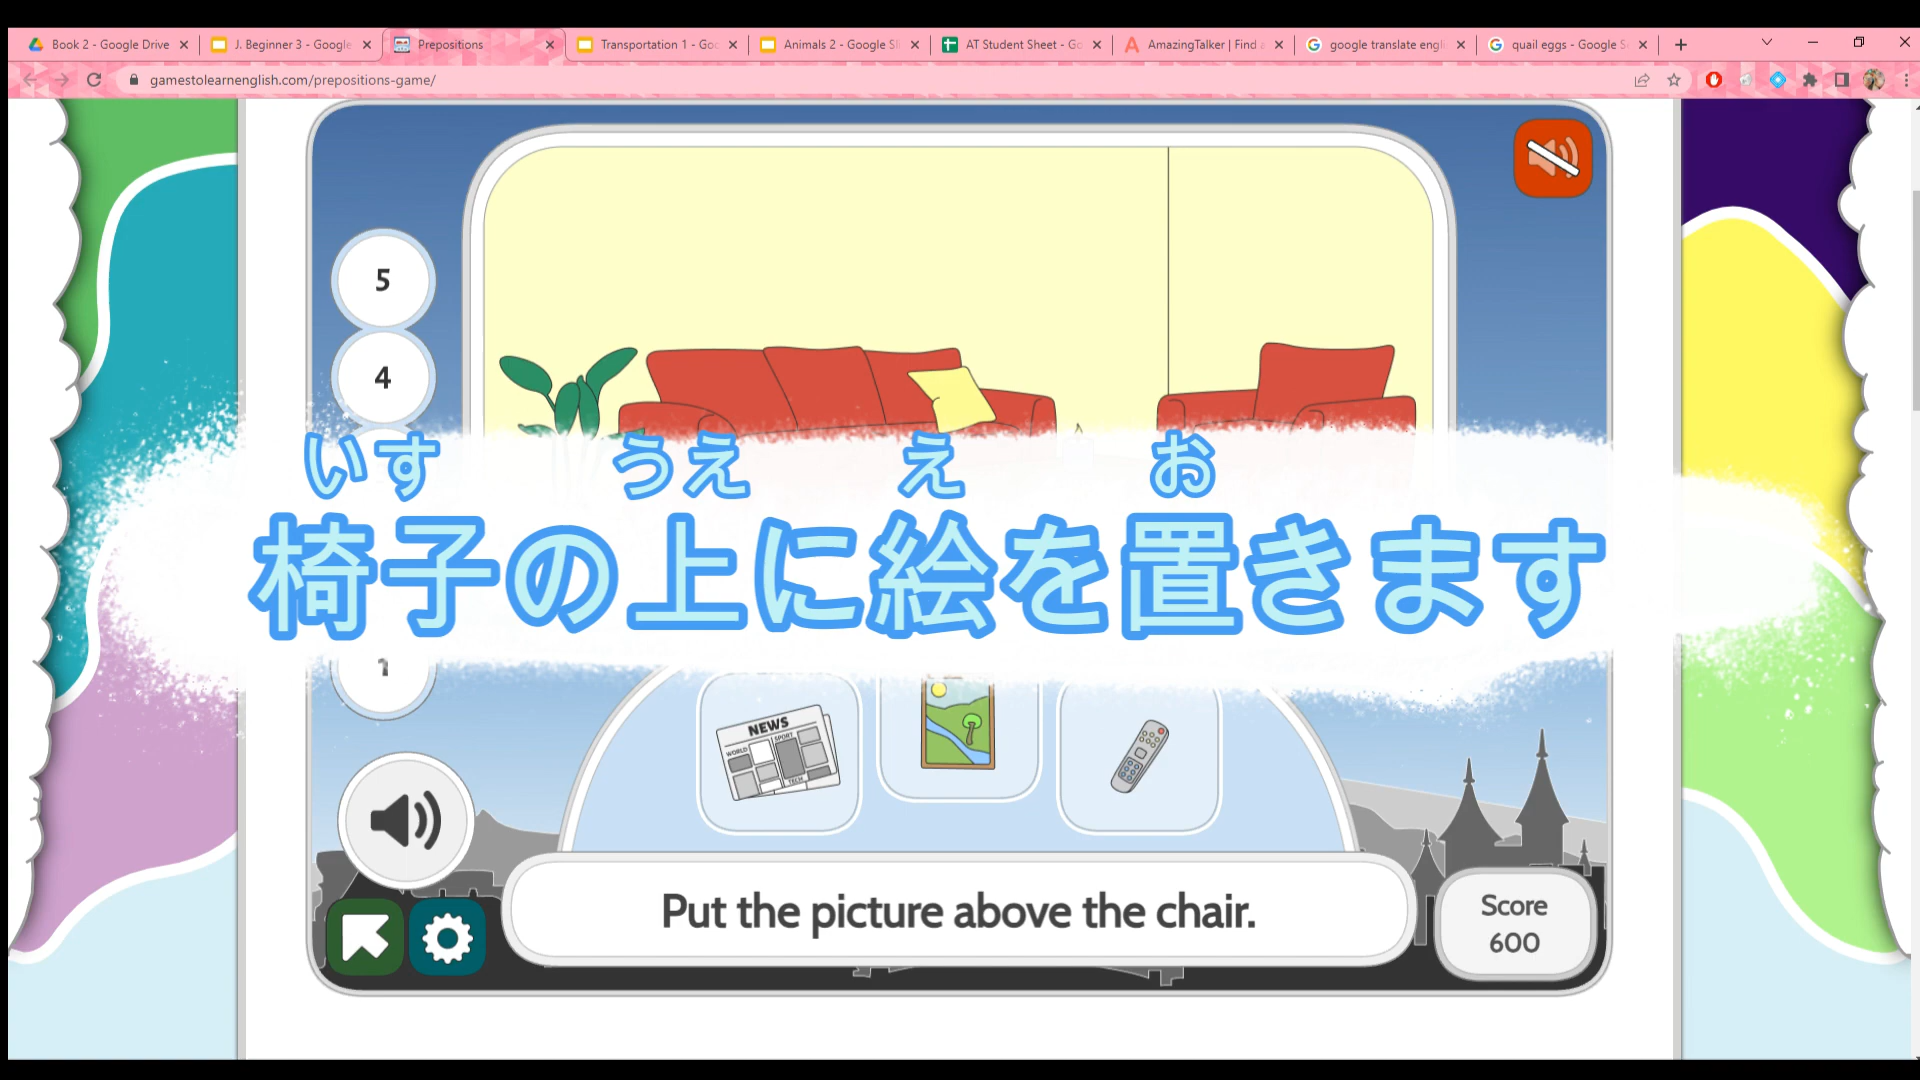 Book 2 - Google Drive
J. Beginner 3 - Google
Prepositions
Transportation 1 - Goo
Animals 2 - Google Sl
AT Student Sheet - Go
AmazingTalker | Find a
google translate engli
quail eggs - Google S
gamestolearnenglish.com/prepositions-game/
5
4
いす うえ え お
椅子の上に絵を置きます
1
NEWS
WORLD
SPORT
TECH
Put the picture above the chair.
Score
600